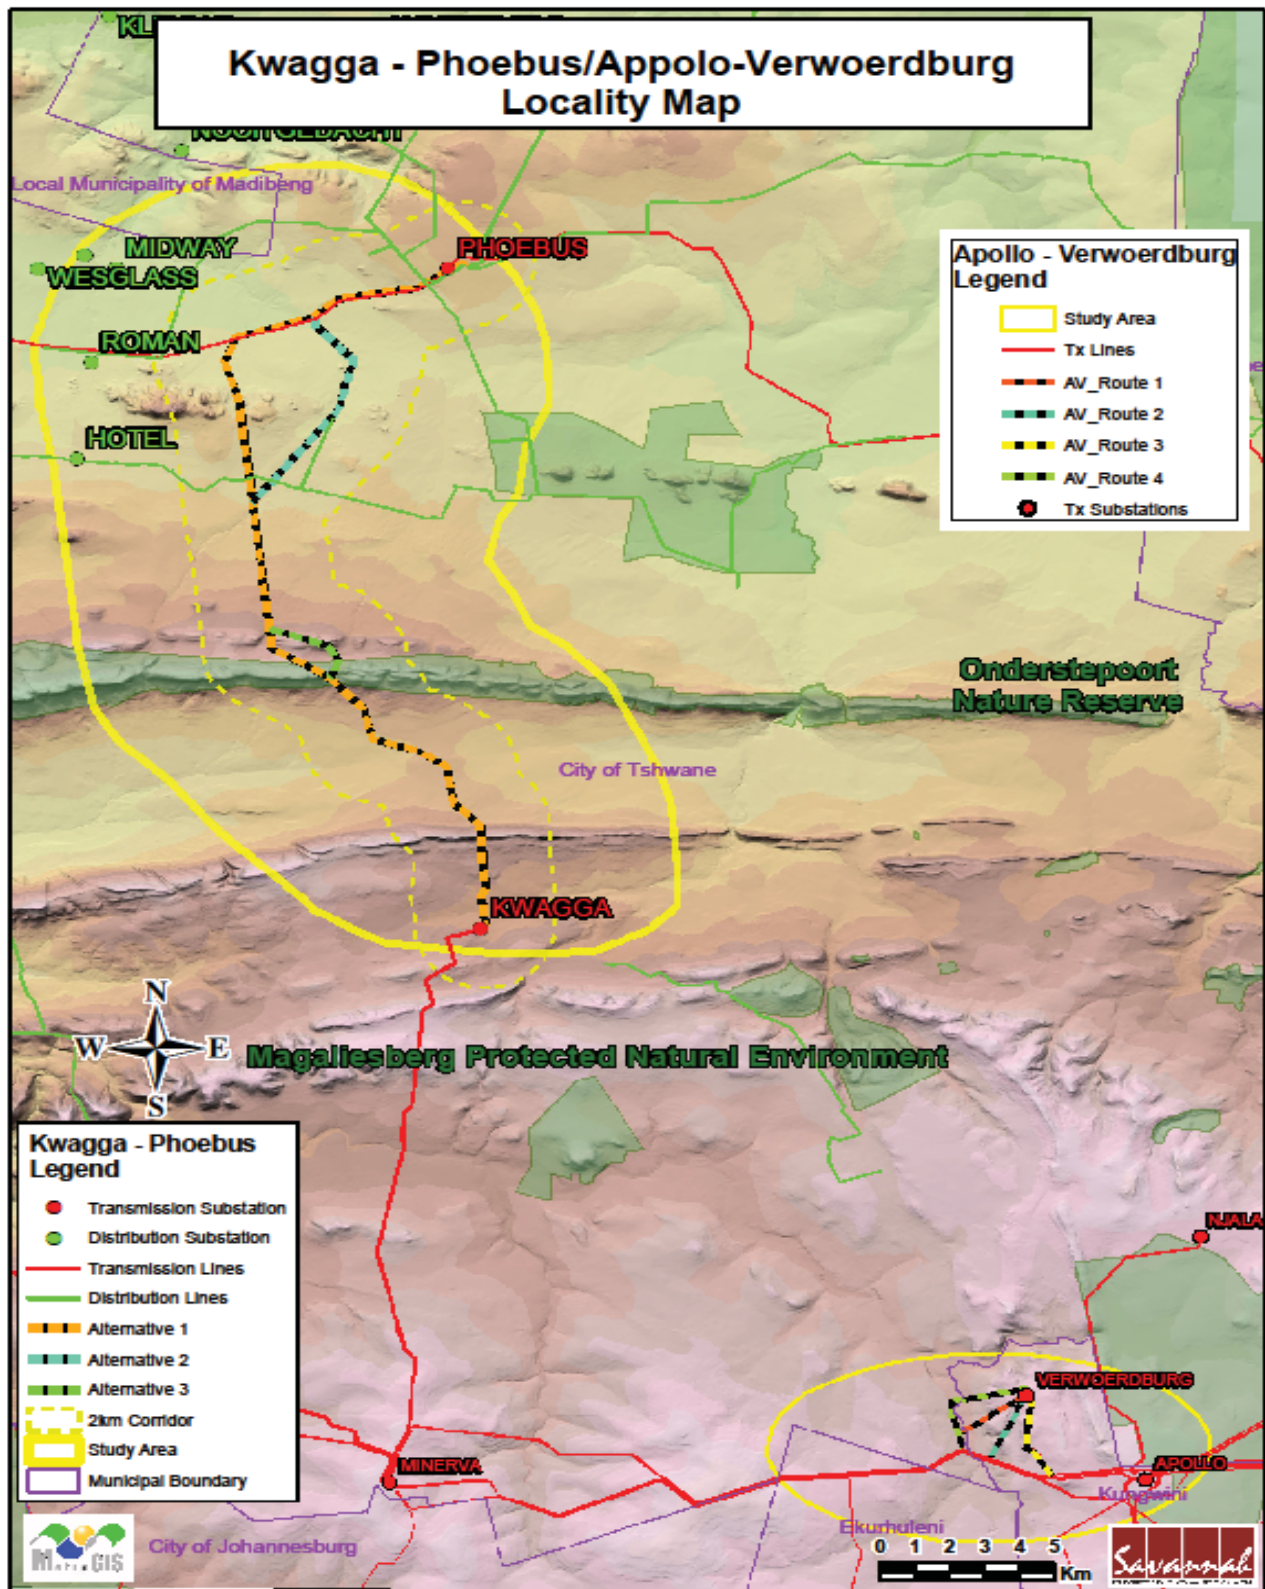 Kwagga - Phoebus/Appolo-Verwoerdburg
Locality Map
NOOITGEDACHT
Local Municipality of Madibeng
MIDWAY
PHOEBUS
WESGLASS
ROMAN
HOTEL
Apollo - Verwoerdburg
Legend
Study Area
Tx Lines
AV_Route 1
AV_Route 2
AV_Route 3
AV_Route 4
Tx Substations
Onderstepoort
Nature Reserve
City of Tshwane
KWAGGA
N
W E
S
Magaliesberg Protected Natural Environment
Kwagga - Phoebus
Legend
Transmission Substation
Distribution Substation
Transmission Lines
Distribution Lines
Alternative 1
Alternative 2
Alternative 3
2km Corridor
Study Area
Municipal Boundary
NJALA
VERWOERDBURG
MINERVA
APOLLO
Kungwini
Ekurhuleni
City of Johannesburg
0 1 2 3 4 5
Km
GIS
Savannah